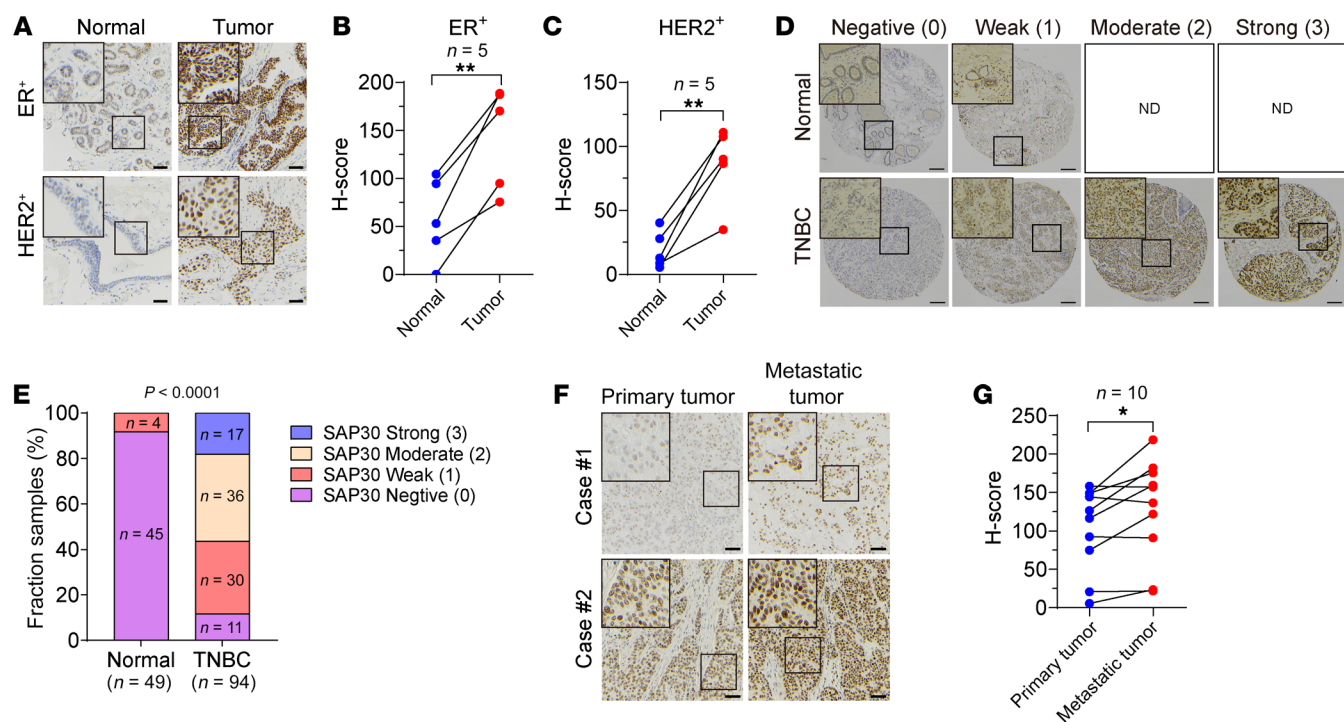 A
Normal
Tumor
ER+
HER2+
B
ER+
n = 5
**
H-score
200
150
100
50
0
Normal
Tumor
C
HER2+
n = 5
**
H-score
150
100
50
0
Normal
Tumor
D
Negative (0)
Weak (1)
Moderate (2)
Strong (3)
Normal
ND
ND
TNBC
E
P < 0.0001
Fraction samples (%)
100
80
60
40
20
0
n = 4
n = 45
n = 17
n = 36
n = 30
n = 11
Normal
(n = 49)
TNBC
(n = 94)
SAP30 Strong (3)
SAP30 Moderate (2)
SAP30 Weak (1)
SAP30 Negtive (0)
F
Primary tumor
Metastatic
tumor
Case #1
Case #2
G
n = 10
*
H-score
250
200
150
100
50
0
Primary tumor
Metastatic tumor